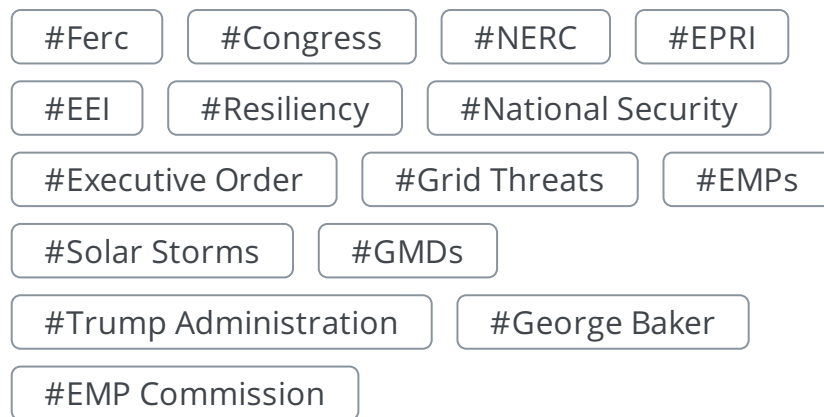 #Ferc #Congress #NERC #EPRI
#EEI #Resiliency #National Security
#Executive Order #Grid Threats #EMPs
#Solar Storms #GMDs
#Trump Administration #George Baker
#EMP Commission